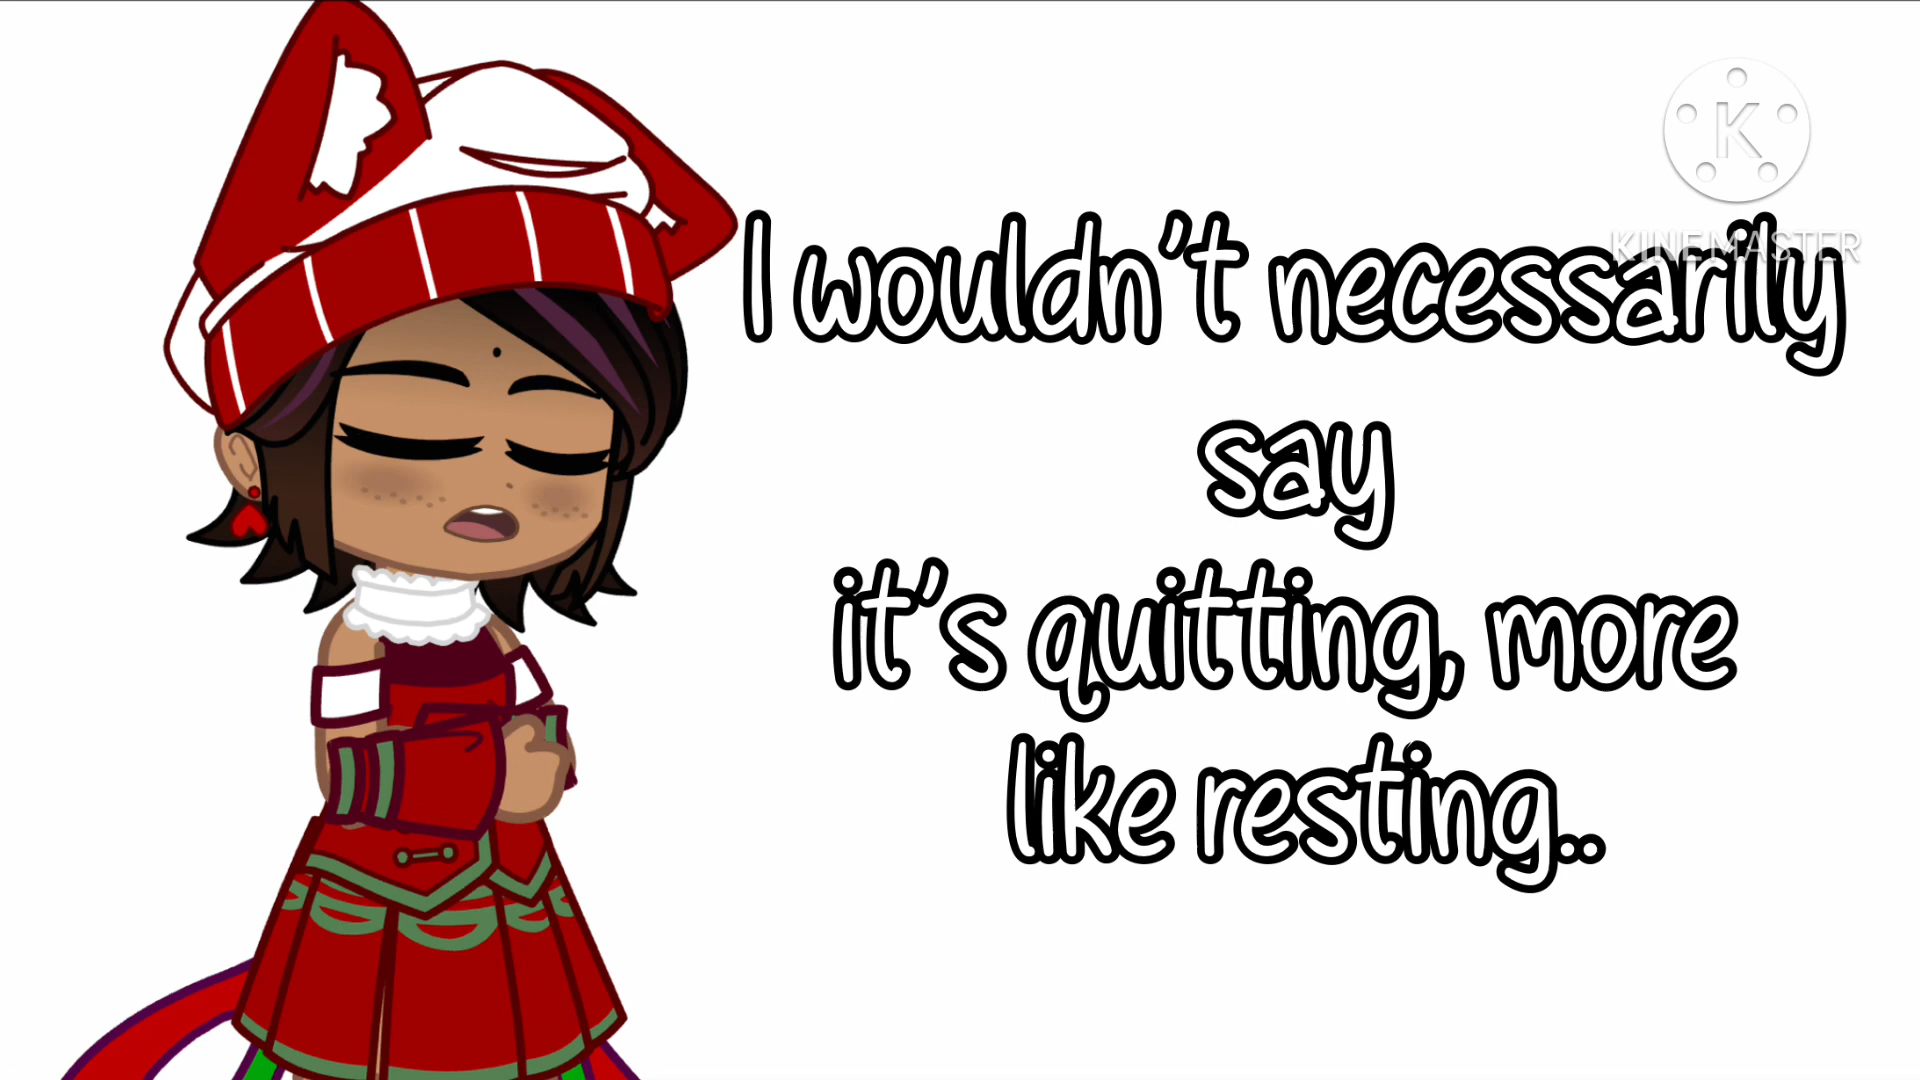 K
KINEMASTER
I wouldn't necessarily
say
it's quitting, more
like resting..